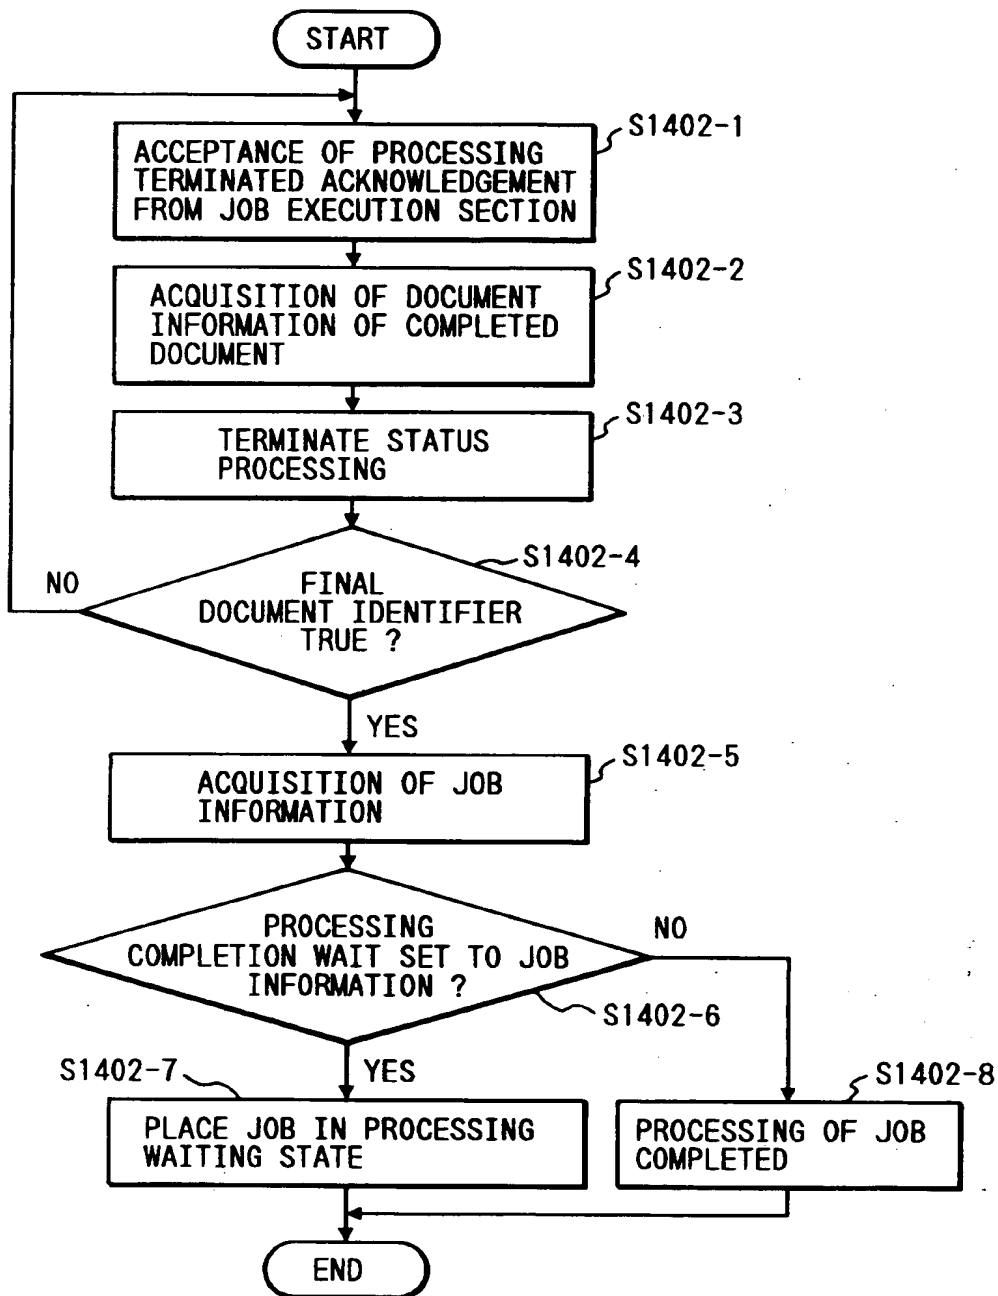 START
S1402-1
ACCEPTANCE OF PROCESSING
TERMINATED ACKNOWLEDGEMENT
FROM JOB EXECUTION SECTION
S1402-2
ACQUISITION OF DOCUMENT
INFORMATION OF COMPLETED
DOCUMENT
S1402-3
TERMINATE STATUS
PROCESSING
S1402-4
NO
FINAL
DOCUMENT IDENTIFIER
TRUE ?
YES
S1402-5
ACQUISITION OF JOB
INFORMATION
PROCESSING
COMPLETION WAIT SET TO JOB
INFORMATION ?
NO
S1402-6
YES
S1402-7
PLACE JOB IN PROCESSING
WAITING STATE
S1402-8
PROCESSING OF JOB
COMPLETED
END